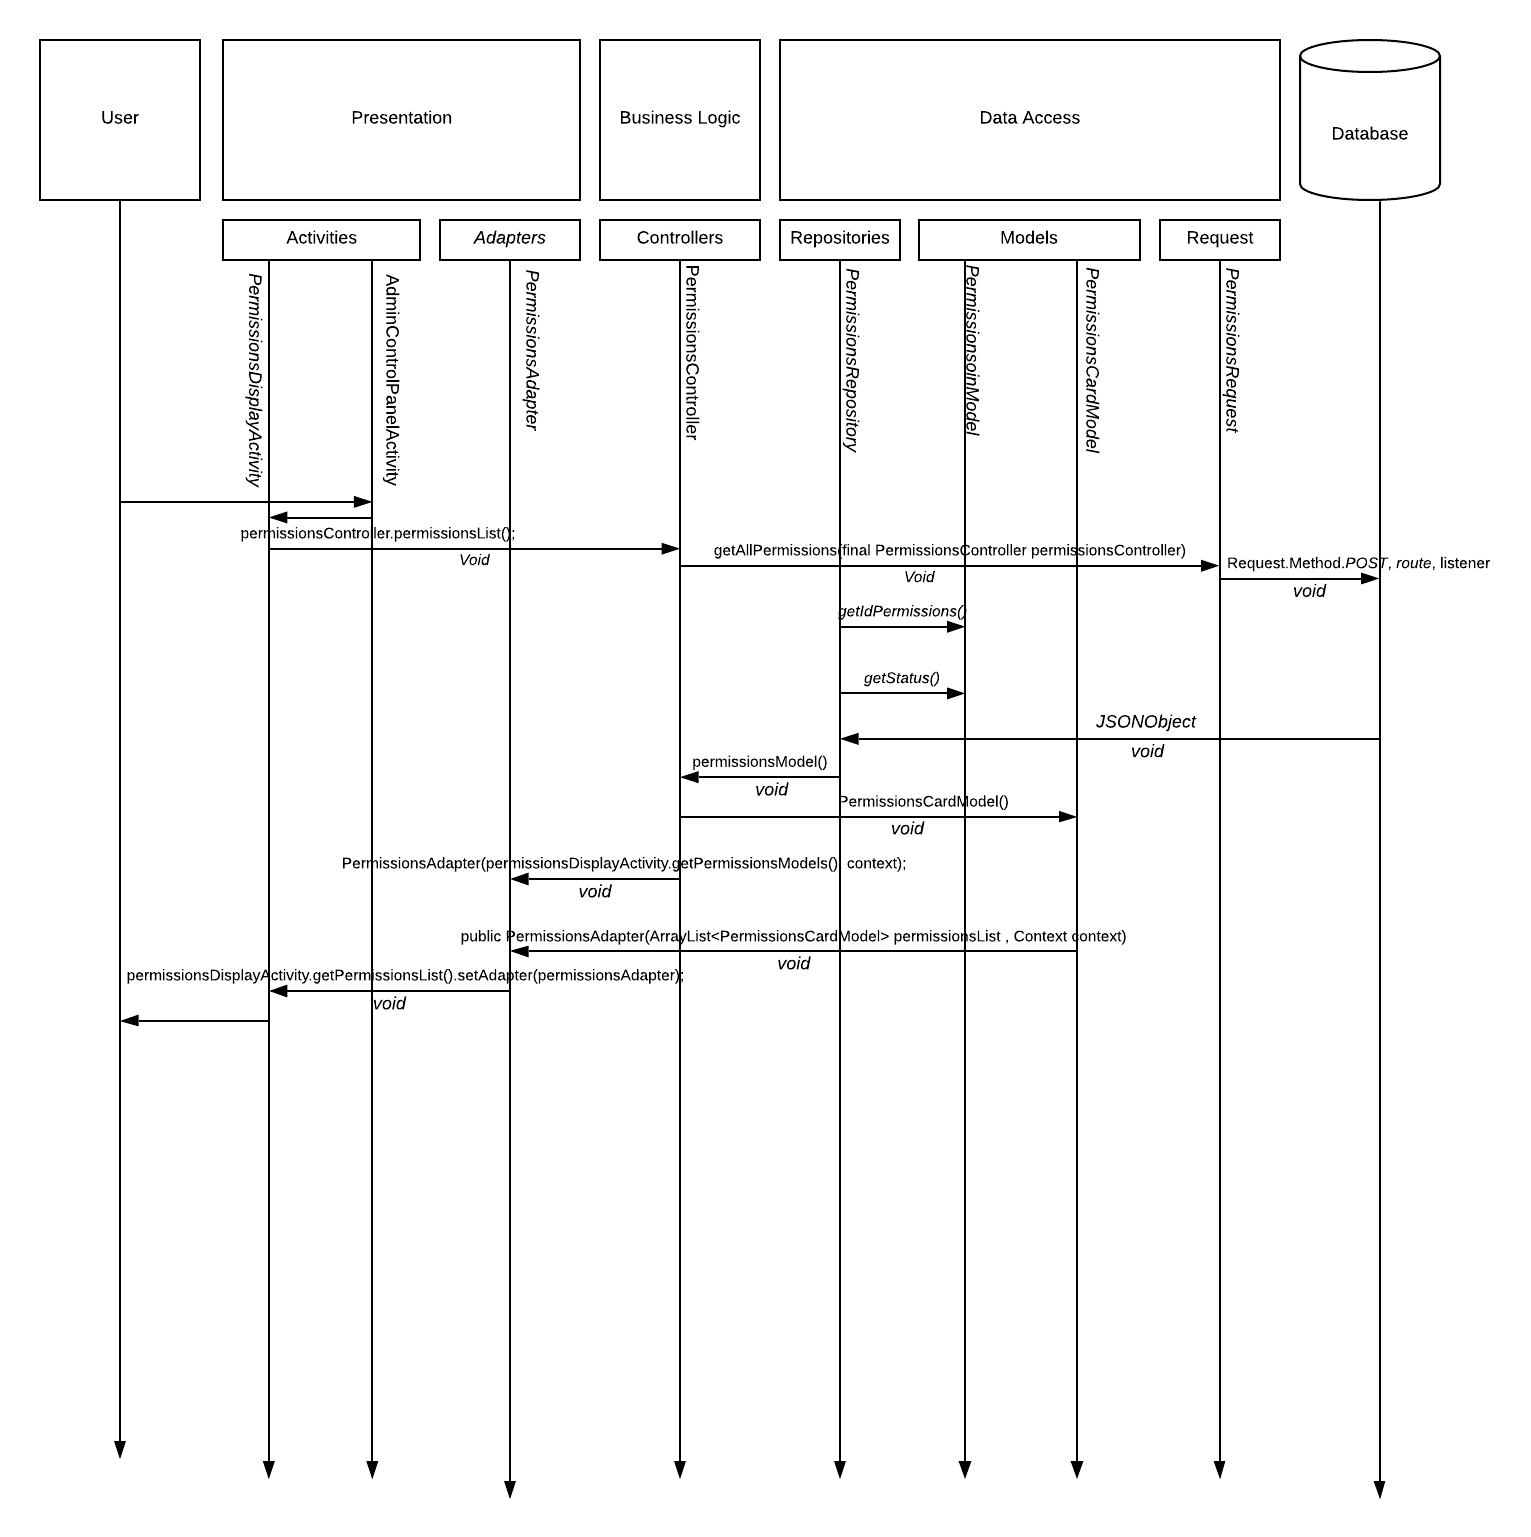 User
Presentation
Business Logic
Data Access
Database
Activities
Adapters
Controllers
Repositories
Models
Request
PermissionsDisplayActivity
AdminControlPanelActivity
PermissionsAdapter
PermissionsController
PermissionsRepository
PermissionsoinModel
PermissionsCardModel
PermissionsRequest
permissionsController.permissionsList();
Void
getAllPermissions(final PermissionsController permissionsController)
Void
Request.Method.POST, route, listener
void
getIdPermissions()
getStatus()
JSONObject
void
permissionsModel()
void
PermissionsCardModel()
void
PermissionsAdapter(permissionsDisplayActivity.getPermissionsModels(), context);
void
public PermissionsAdapter(ArrayList<PermissionsCardModel> permissionsList , Context context)
void
permissionsDisplayActivity.getPermissionsList().setAdapter(permissionsAdapter);
void